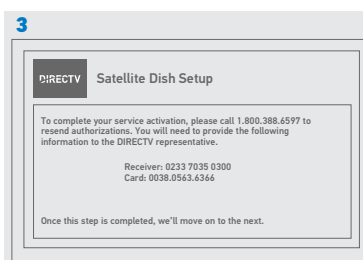 3
DIRECTV
Satellite Dish Setup
To complete your service activation, please call 1.800.388.6597 to
resend authorizations. You will need to provide the following
information to the DIRECTV representative.
Receiver: 0233 7035 0300
Card: 0038.0563.6366
Once this step is completed, we'll move on to the next.